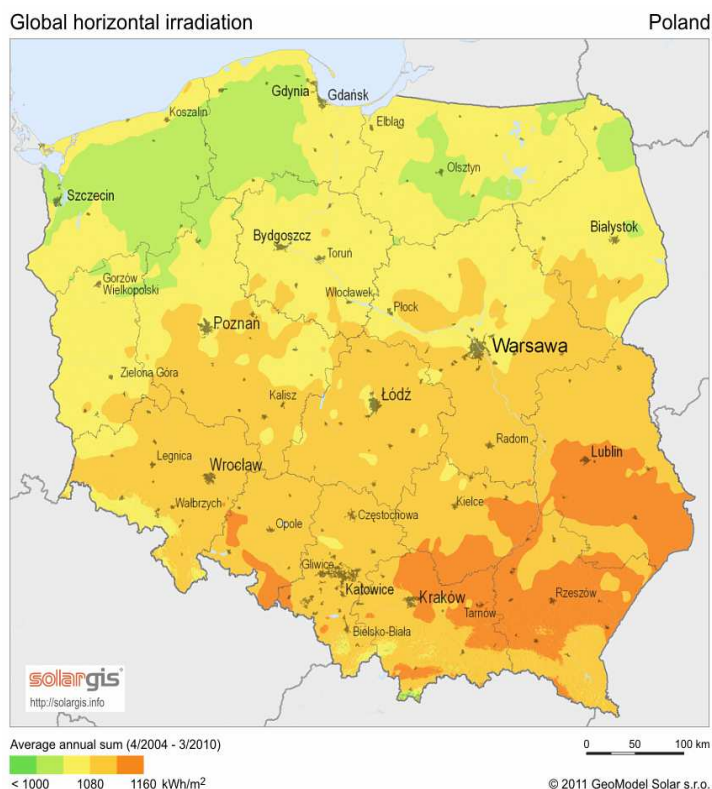 Global horizontal irradiation
Poland
Gdynia
Gdańsk
Koszalin
Elbląg
Olsztyn
Szczecin
Białystok
Bydgoszcz
Toruń
Gorzów
Wielkopolski
Włocławek
Płock
Poznań
Warsawa
Zielona Góra
Kalisz
Łódź
Radom
Lublin
Legnica
Wrocław
Wałbrzych
Kielce
Opole
Częstochowa
Gliwice
Katowice
Kraków
Tarnów
Rzeszów
Bielsko-Biała
solargis
http://solargis.info
Average annual sum (4/2004 - 3/2010)
0 50 100 km
< 1000 1080 1160 kWh/m²
© 2011 GeoModel Solar s.r.o.